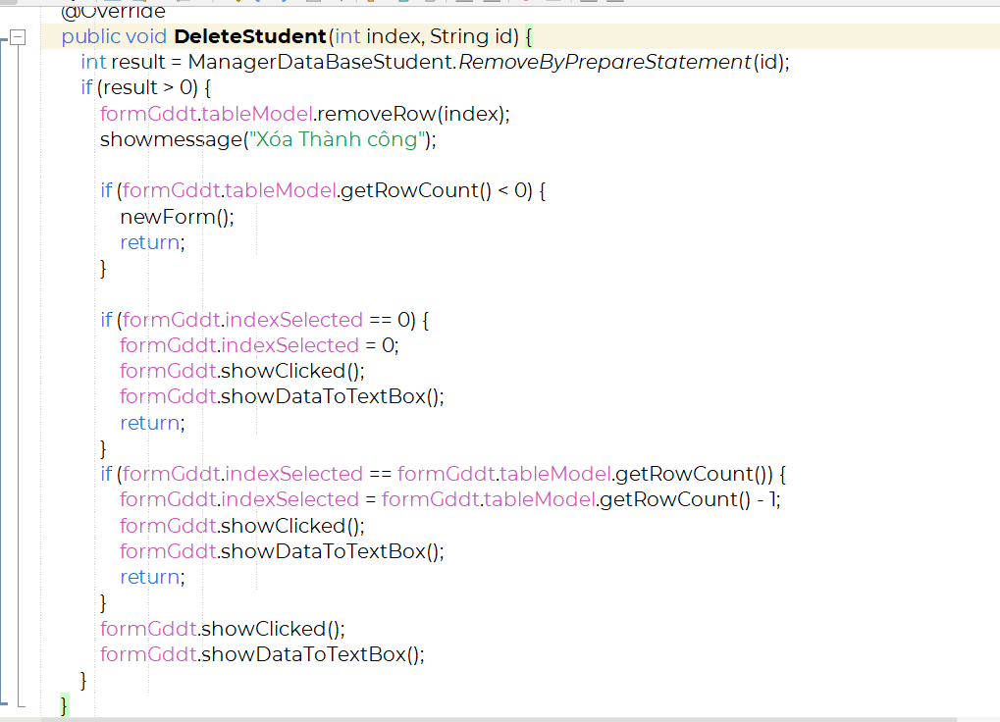 @Override
public void DeleteStudent(int index, String id) {
int result = ManagerDataBaseStudent.RemoveByPrepareStatement(id);
if (result > 0) {
formGddt.tableModel.removeRow(index);
showmessage("Xóa Thành công");
if (formGddt.tableModel.getRowCount() < 0) {
newForm();
return;
}
if (formGddt.indexSelected == 0) {
formGddt.indexSelected = 0;
formGddt.showClicked();
formGddt.showDataToTextBox();
return;
}
if (formGddt.indexSelected == formGddt.tableModel.getRowCount()) {
formGddt.indexSelected = formGddt.tableModel.getRowCount() - 1;
formGddt.showClicked();
formGddt.showDataToTextBox();
return;
}
formGddt.showClicked();
formGddt.showDataToTextBox();
}
}